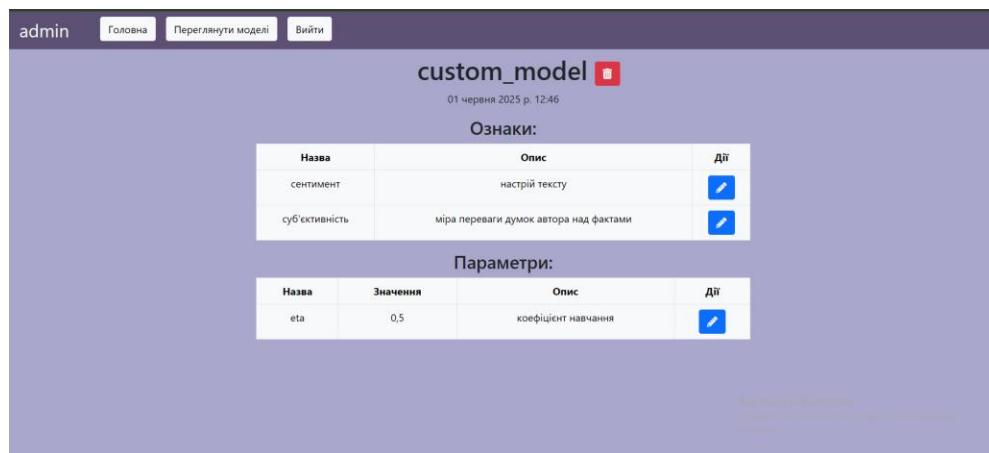 admin Головна Переглянути моделі Вийти
custom_model
01 червня 2025 р. 12:46
Ознаки:
Назва Опис Дії
сентимент настрій тексту
суб'єктивність міра переваги думок автора над фактами
Параметри:
Назва Значення Опис Дії
eta 0,5 коефіцієнт навчання